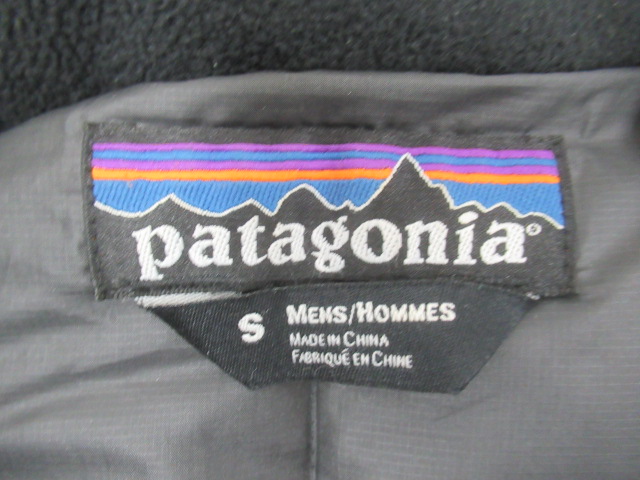 patagonia®
S MENS/HOMMES
MADE IN CHINA
FABRIQUÉ EN CHINE